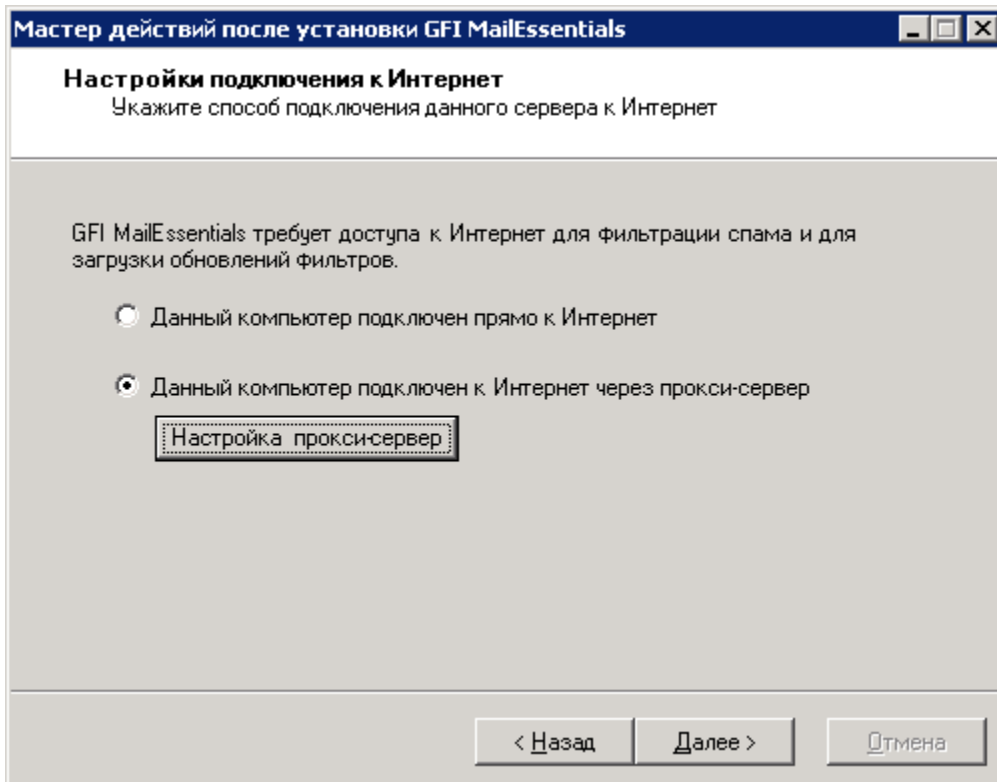 Мастер действий после установки GFI MailEssentials
Настройки подключения к Интернет
Укажите способ подключения данного сервера к Интернет
GFI MailEssentials требует доступа к Интернет для фильтрации спама и для
загрузки обновлений фильтров.
Данный компьютер подключен прямо к Интернет
Данный компьютер подключен к Интернет через прокси-сервер
Настройка прокси-сервер
< Назад
Далее >
Отмена